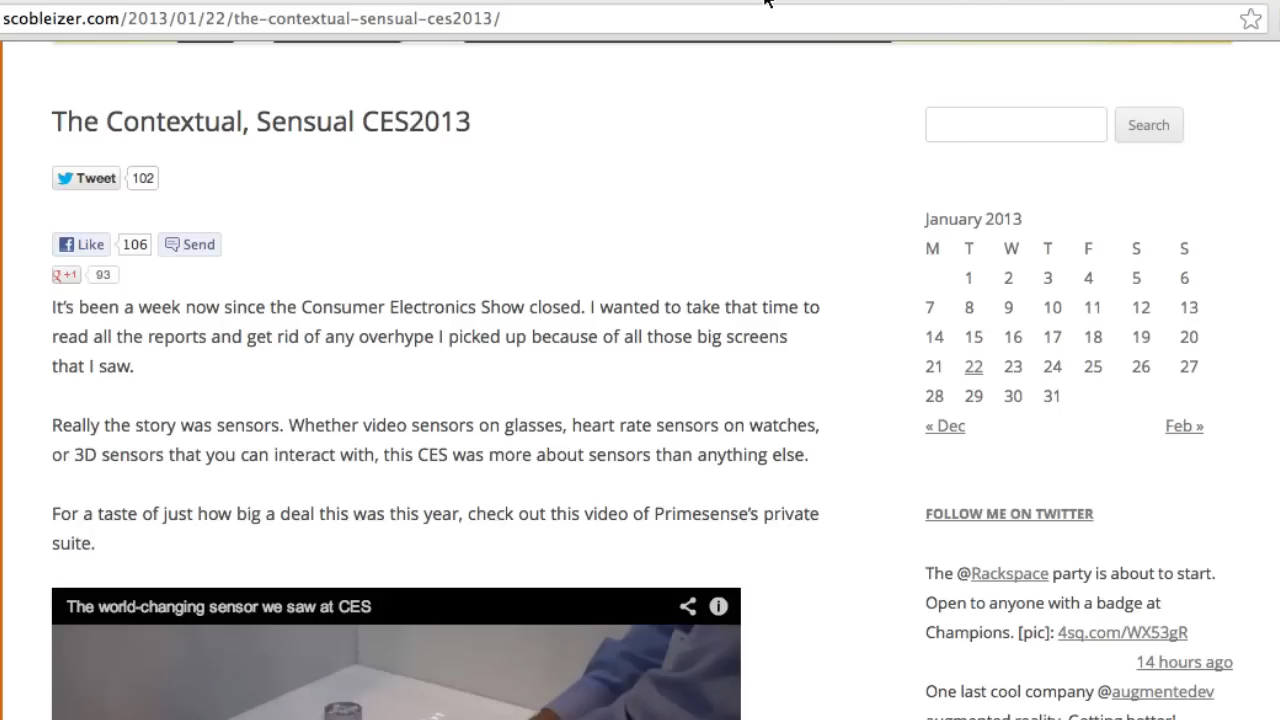 scobleizer.com/2013/01/22/the-contextual-sensual-ces2013/
The Contextual, Sensual CES2013
Tweet 102
Like 106 Send
g+1 93
It's been a week now since the Consumer Electronics Show closed. I wanted to take that time to
read all the reports and get rid of any overhype I picked up because of all those big screens
that I saw.
Really the story was sensors. Whether video sensors on glasses, heart rate sensors on watches,
or 3D sensors that you can interact with, this CES was more about sensors than anything else.
For a taste of just how big a deal this was this year, check out this video of Primesense's private
suite.
The world-changing sensor we saw at CES
Search
January 2013
M T W T F S S
1 2 3 4 5 6
7 8 9 10 11 12 13
14 15 16 17 18 19 20
21 22 23 24 25 26 27
28 29 30 31
« Dec Feb »
FOLLOW ME ON TWITTER
The @Rackspace party is about to start.
Open to anyone with a badge at
Champions. [pic]: 4sq.com/WX53gR
14 hours ago
One last cool company @augmentedev
augmented reality. Getting better!